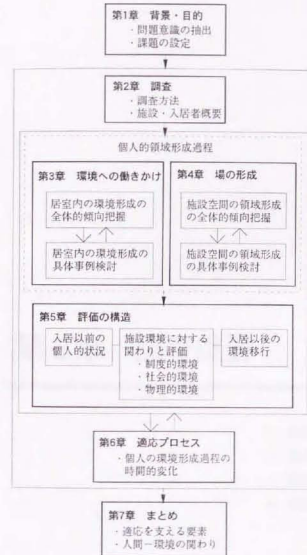 第1章 背景・目的
・問題意識の抽出
・課題の設定
第2章 調査
・調査方法
・施設・入居者概要
個人的領域形成過程
第3章 環境への働きかけ
居室内の環境形成の
全体的傾向把握
居室内の環境形成の
具体事例検討
第4章 場の形成
施設空間の領域形成
の全体的傾向把握
施設空間の領域形成
の具体事例検討
第5章 評価の構造
入居以前の
個人的状況
施設環境に対する
関わりと評価
・制度的環境
・社会的環境
・物理的環境
入居以後の
環境移行
第6章 適応プロセス
・個人の環境形成過程の
時間的変化
第7章 まとめ
・適応を支える要素
・人間－環境の関わり